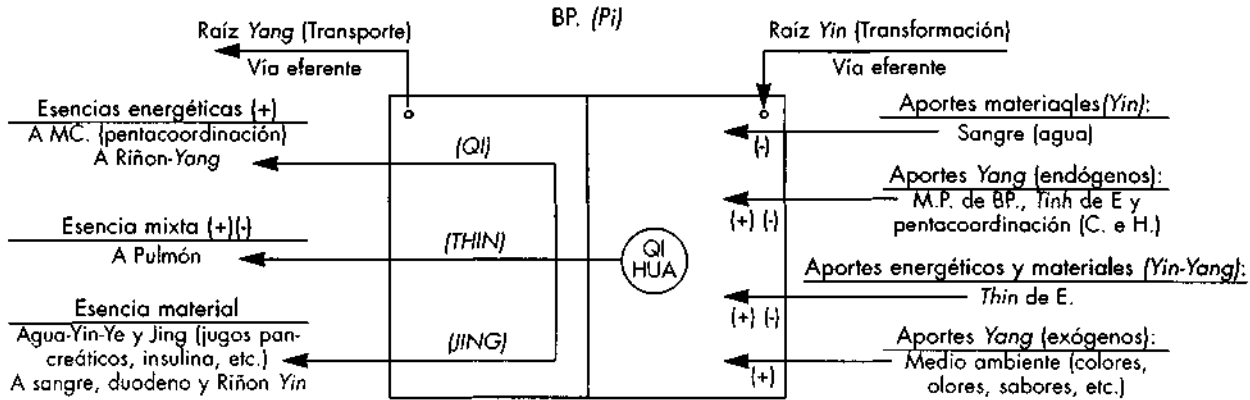 BP. (Pi)
Raíz Yang (Transporte)
Vía eferente
Raíz Yin (Transformación)
Vía eferente
Esencias energéticas (+)
A MC. (pentacoordinación)
A Riñon-Yang
Esencia mixta (+)(-)
A Pulmón
Esencia material
Agua-Yin-Ye y Jing (jugos pan-
creáticos, insulina, etc.)
A sangre, duodeno y Riñon Yin
(QI)
(THIN)
(JING)
QI
HUA
(-)
(+) (-)
(+) (-)
(+)
Aportes materiaqles(Yin):
Sangre (agua)
Aportes Yang (endógenos):
M.P. de BP., Tinh de E y
pentacoordinación (C. e H.)
Aportes energéticos y materiales (Yin-Yang):
Thin de E.
Aportes Yang (exógenos):
Medio ambiente (colores,
olores, sabores, etc.)